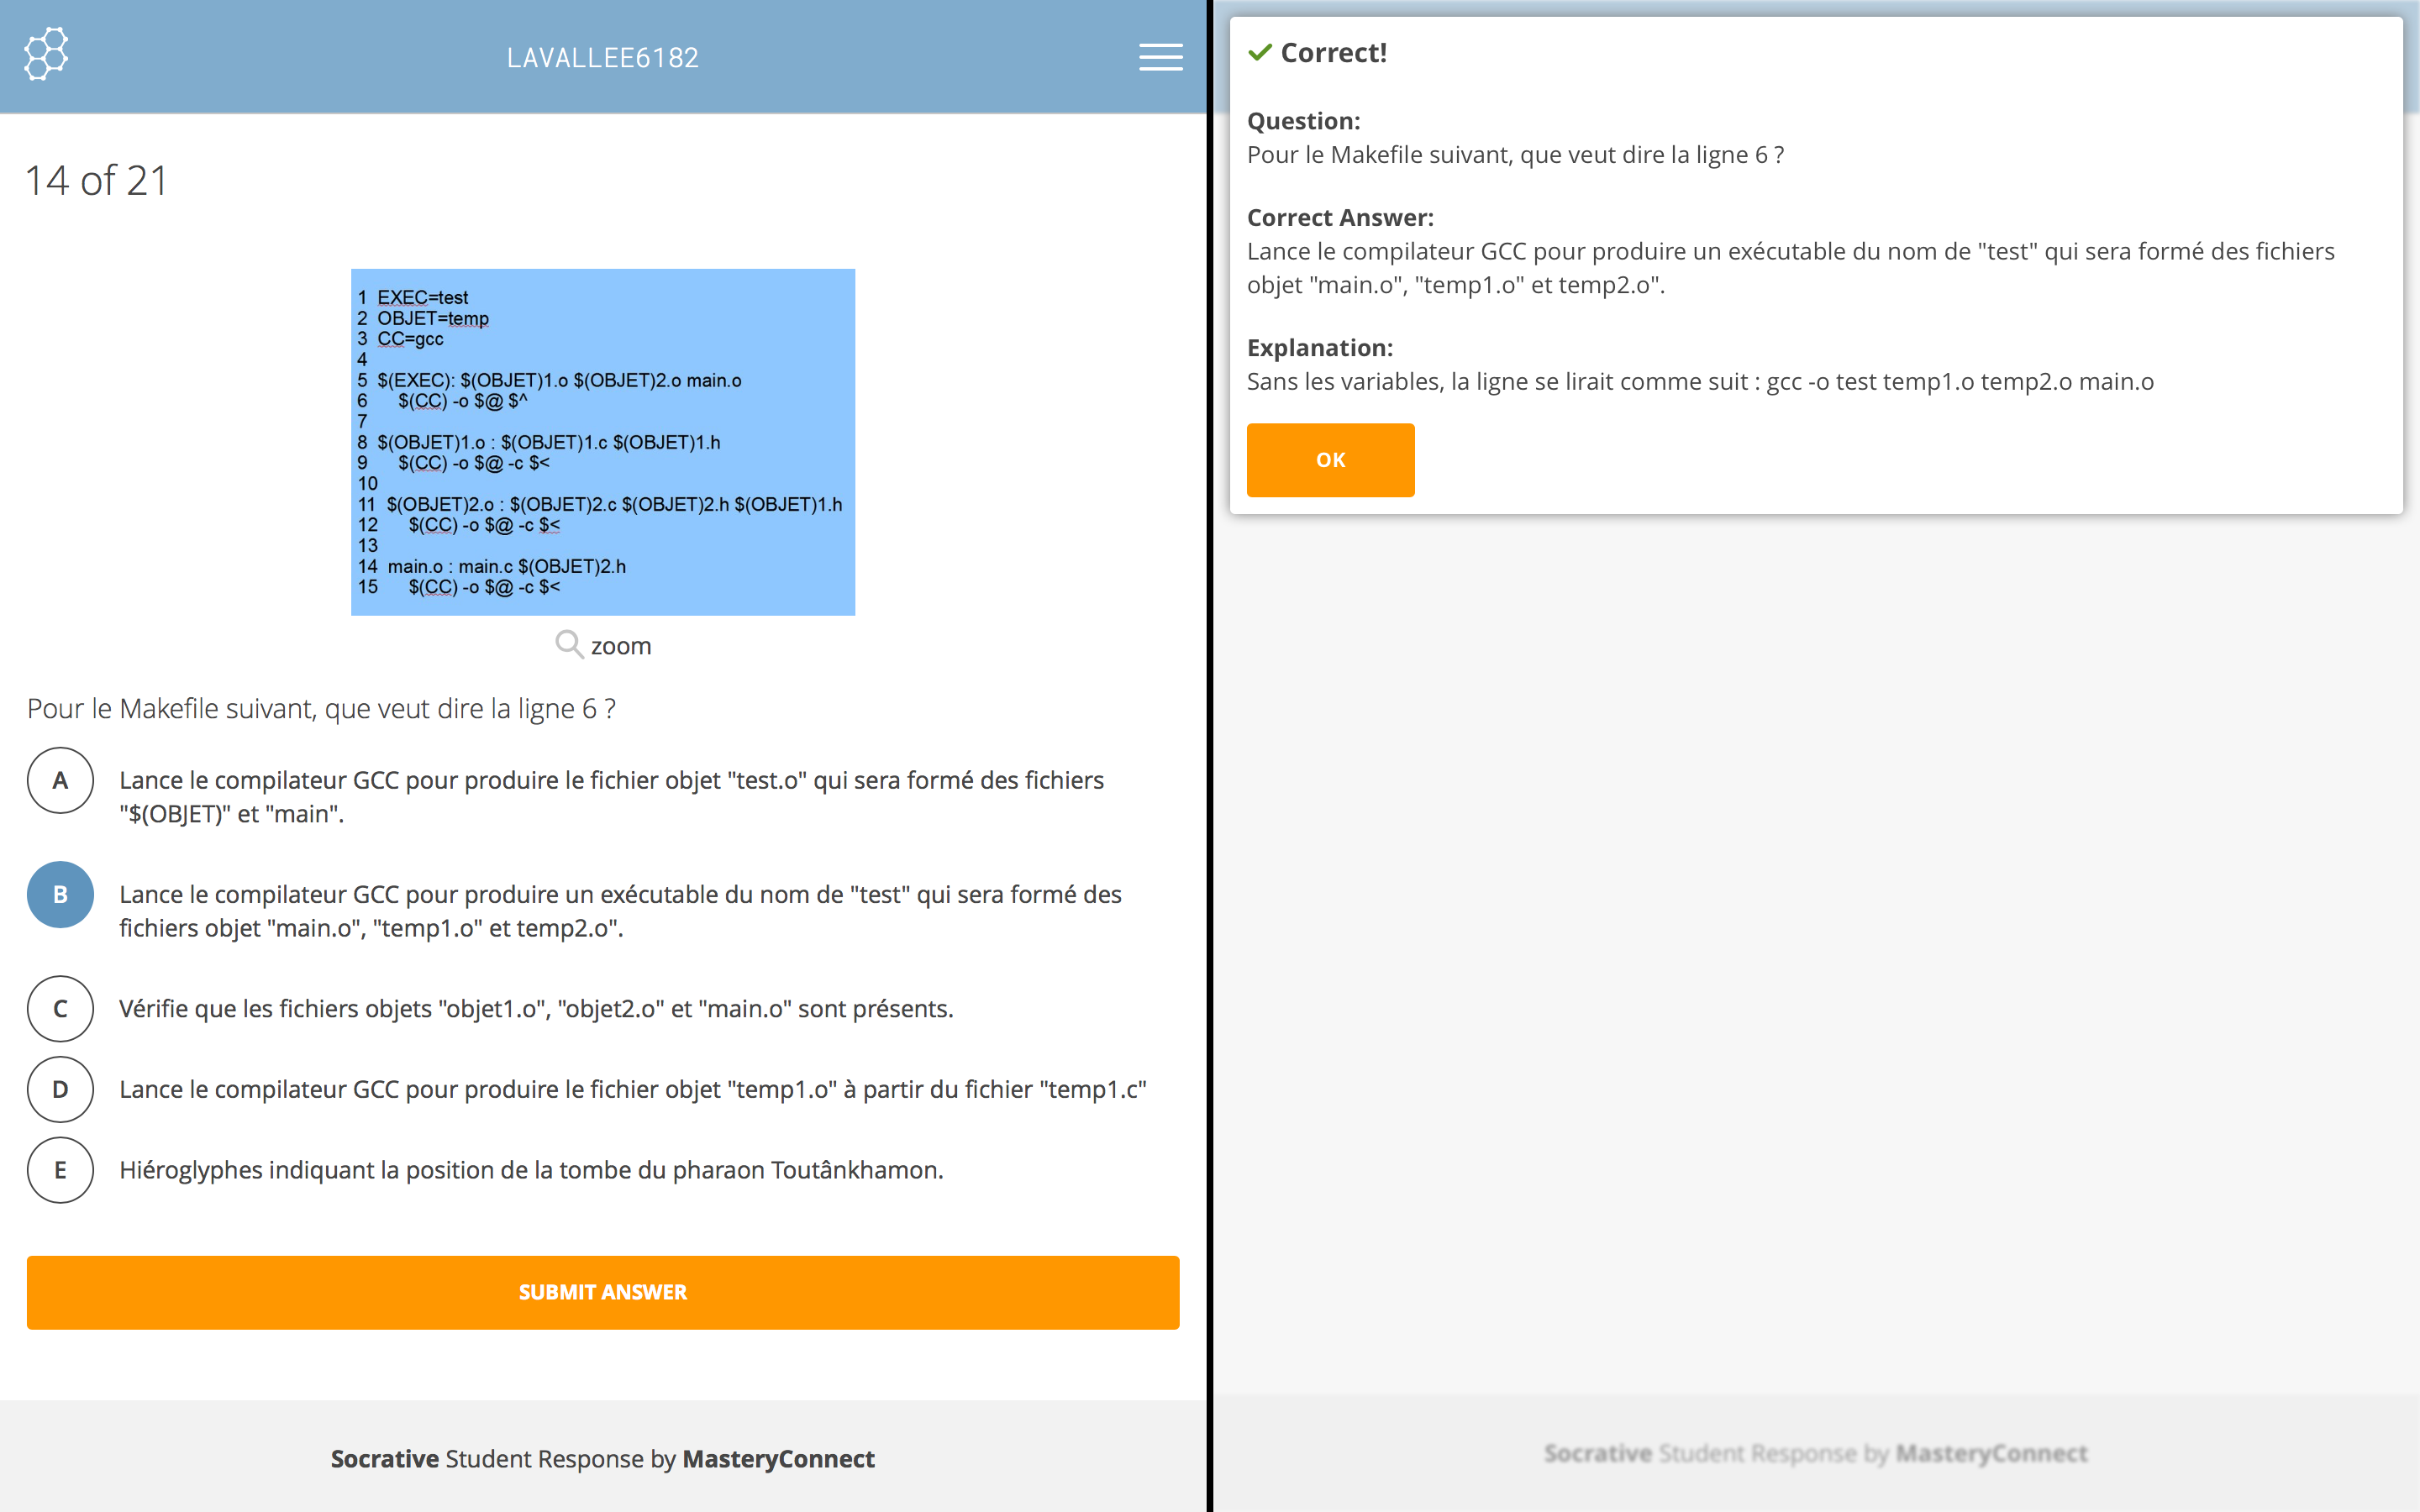 LAVALLEE6182
14 of 21
1 EXEC=test
2 OBJET=temp
3 CC=gcc
4
5 $(EXEC): $(OBJET)1.o $(OBJET)2.o main.o
6 $(CC) -o $@ $^
7
8 $(OBJET)1.o : $(OBJET)1.c $(OBJET)1.h
9 $(CC) -o $@ -c $<
10
11 $(OBJET)2.o : $(OBJET)2.c $(OBJET)2.h $(OBJET)1.h
12 $(CC) -o $@ -c $<
13
14 main.o : main.c $(OBJET)2.h
15 $(CC) -o $@ -c $<
zoom
Pour le Makefile suivant, que veut dire la ligne 6 ?
A Lance le compilateur GCC pour produire le fichier objet "test.o" qui sera formé des fichiers
"$(OBJET)" et "main".
B Lance le compilateur GCC pour produire un exécutable du nom de "test" qui sera formé des
fichiers objet "main.o", "temp1.o" et temp2.o".
C Vérifie que les fichiers objets "objet1.o", "objet2.o" et "main.o" sont présents.
D Lance le compilateur GCC pour produire le fichier objet "temp1.o" à partir du fichier "temp1.c"
E Hiéroglyphes indiquant la position de la tombe du pharaon Toutânkhamon.
SUBMIT ANSWER
Socrative Student Response by MasteryConnect
Correct!
Question:
Pour le Makefile suivant, que veut dire la ligne 6 ?
Correct Answer:
Lance le compilateur GCC pour produire un exécutable du nom de "test" qui sera formé des fichiers
objet "main.o", "temp1.o" et temp2.o".
Explanation:
Sans les variables, la ligne se lirait comme suit : gcc -o test temp1.o temp2.o main.o
OK
Socrative Student Response by MasteryConnect